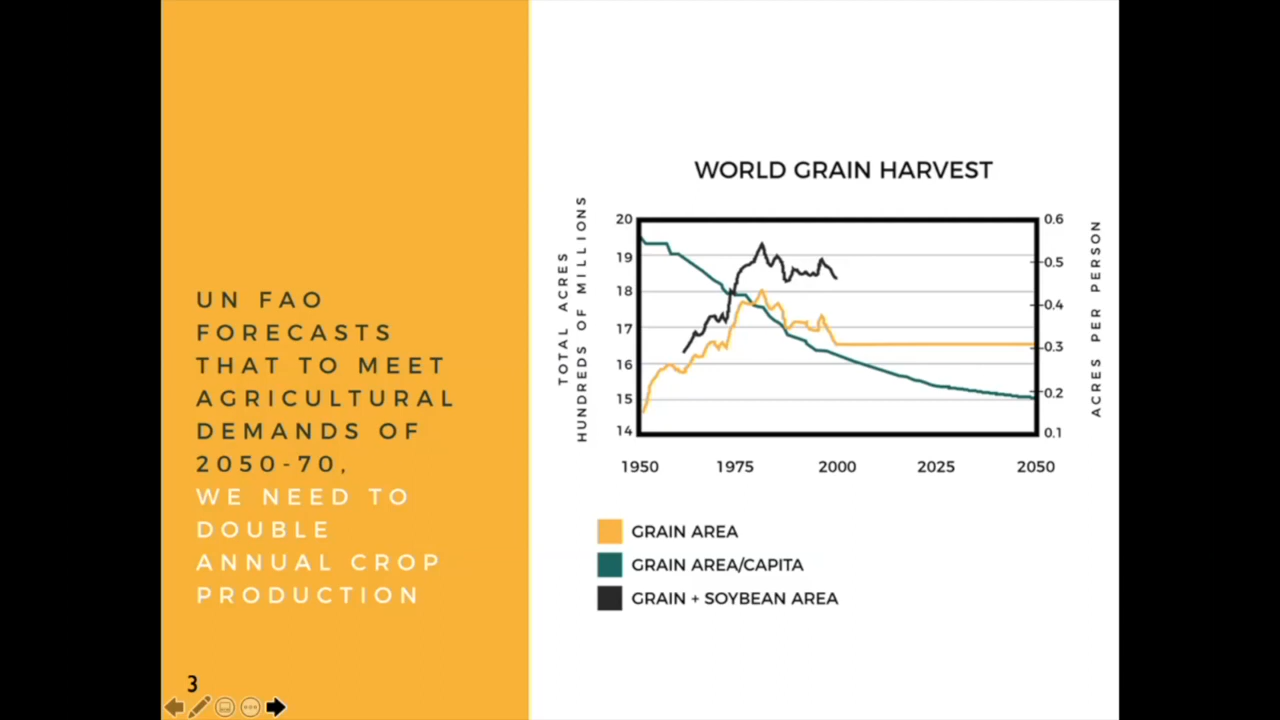 UN FAO
FORECASTS
THAT TO MEET
AGRICULTURAL
DEMANDS OF
2050-70,
WE NEED TO
DOUBLE
ANNUAL CROP
PRODUCTION
3
WORLD GRAIN HARVEST
TOTAL ACRES
HUNDREDS OF MILLIONS
20
19
18
17
16
15
14
0.6
0.5
0.4
0.3
0.2
0.1
ACRES PER PERSON
1950 1975 2000 2025 2050
GRAIN AREA
GRAIN AREA/CAPITA
GRAIN + SOYBEAN AREA